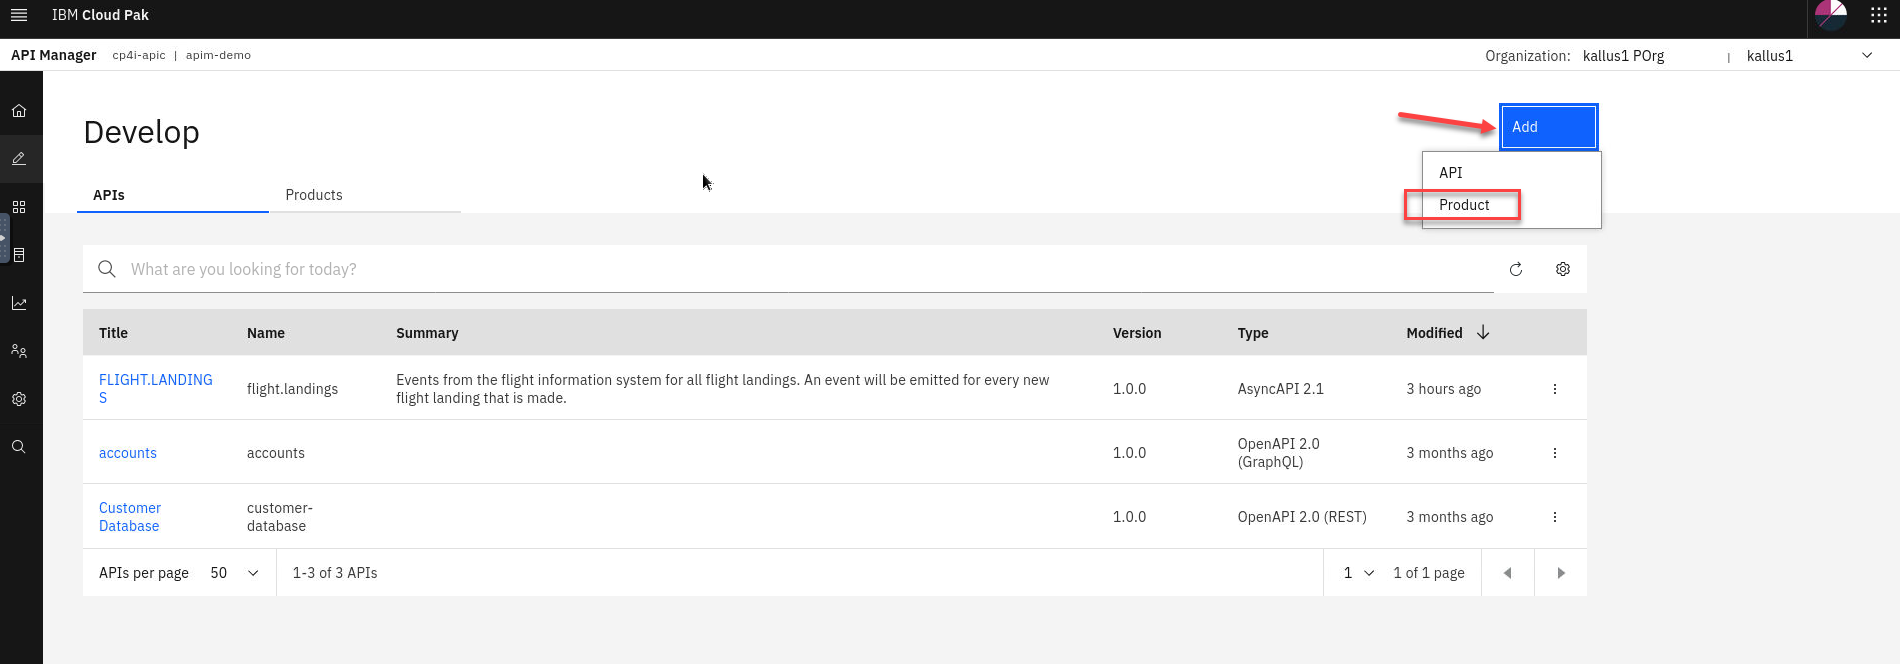 IBM Cloud Pak
API Manager cp4i-apic | apim-demo Organization: kallus1 POrg | kallus1
Develop
Add
API
Product
APIs Products
What are you looking for today?
Title Name Summary Version Type Modified
FLIGHT.LANDING
S
flight.landings
Events from the flight information system for all flight landings. An event will be emitted for every new
flight landing that is made.
1.0.0 AsyncAPI 2.1 3 hours ago
accounts accounts 1.0.0
OpenAPI 2.0
(GraphQL)
3 months ago
Customer
Database
customer-
database
1.0.0 OpenAPI 2.0 (REST) 3 months ago
APIs per page 50 1-3 of 3 APIs 1 1 of 1 page